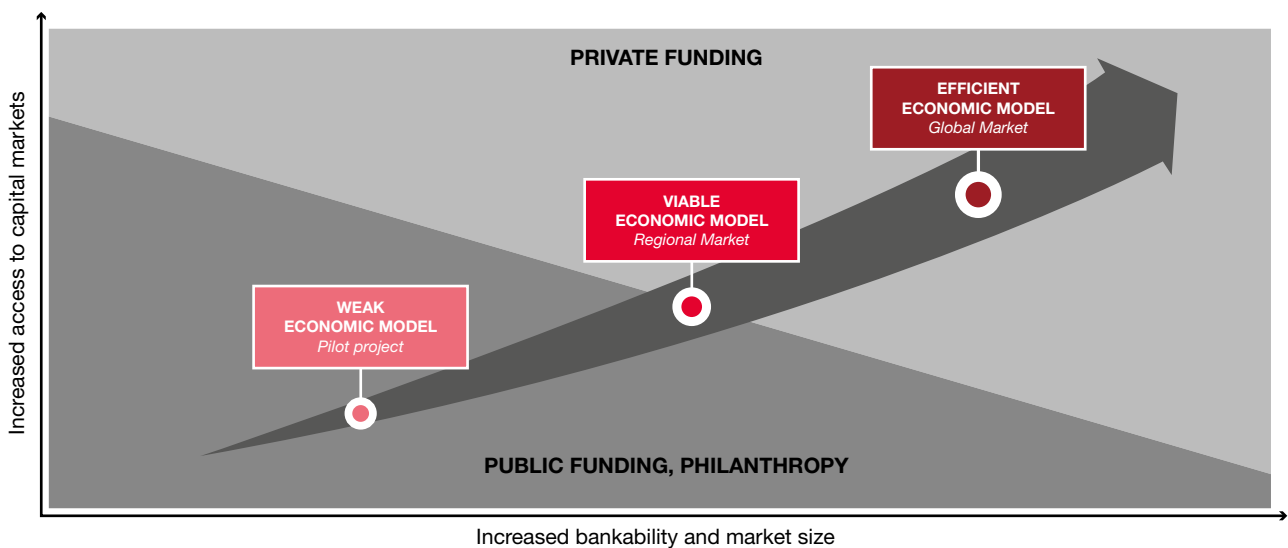 Increased access to capital markets
PRIVATE FUNDING
EFFICIENT
ECONOMIC MODEL
Global Market
VIABLE
ECONOMIC MODEL
Regional Market
WEAK
ECONOMIC MODEL
Pilot project
PUBLIC FUNDING, PHILANTHROPY
Increased bankability and market size